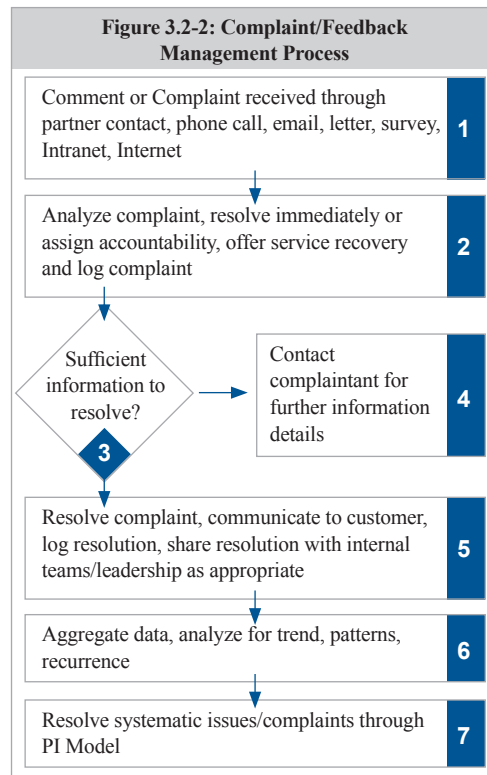 Figure 3.2-2: Complaint/Feedback
Management Process
Comment or Complaint received through
partner contact, phone call, email, letter, survey,
Intranet, Internet
1
Analyze complaint, resolve immediately or
assign accountability, offer service recovery
and log complaint
2
Sufficient
information to
resolve?
3
Contact
complainant for
further information
details
4
Resolve complaint, communicate to customer,
log resolution, share resolution with internal
teams/leadership as appropriate
5
Aggregate data, analyze for trend, patterns,
recurrence
6
Resolve systematic issues/complaints through
PI Model
7